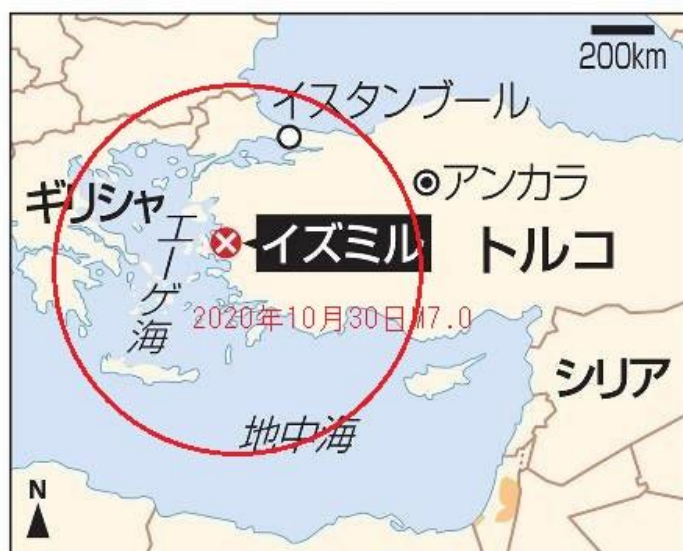 200km
イスタンブール
アンカラ
ギリシャ
イズミル
トルコ
エーゲ海
2020年10月30日M7.0
シリア
地中海
N